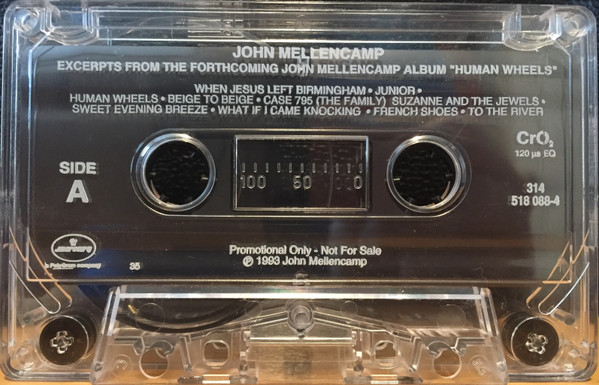 JOHN MELLENCAMP
EXCERPTS FROM THE FORTHCOMING JOHN MELLENCAMP ALBUM "HUMAN WHEELS"
WHEN JESUS LEFT BIRMINGHAM • JUNIOR •
HUMAN WHEELS • BEIGE TO BEIGE • CASE 795 (THE FAMILY) SUZANNE AND THE JEWELS •
SWEET EVENING BREEZE • WHAT IF I CAME KNOCKING • FRENCH SHOES • TO THE RIVER
CrO₂
120 µs EQ
SIDE
A
100 50 0
314
518 088-4
Promotional Only - Not For Sale
℗ 1993 John Mellencamp
mercury
a PolyGram company
35